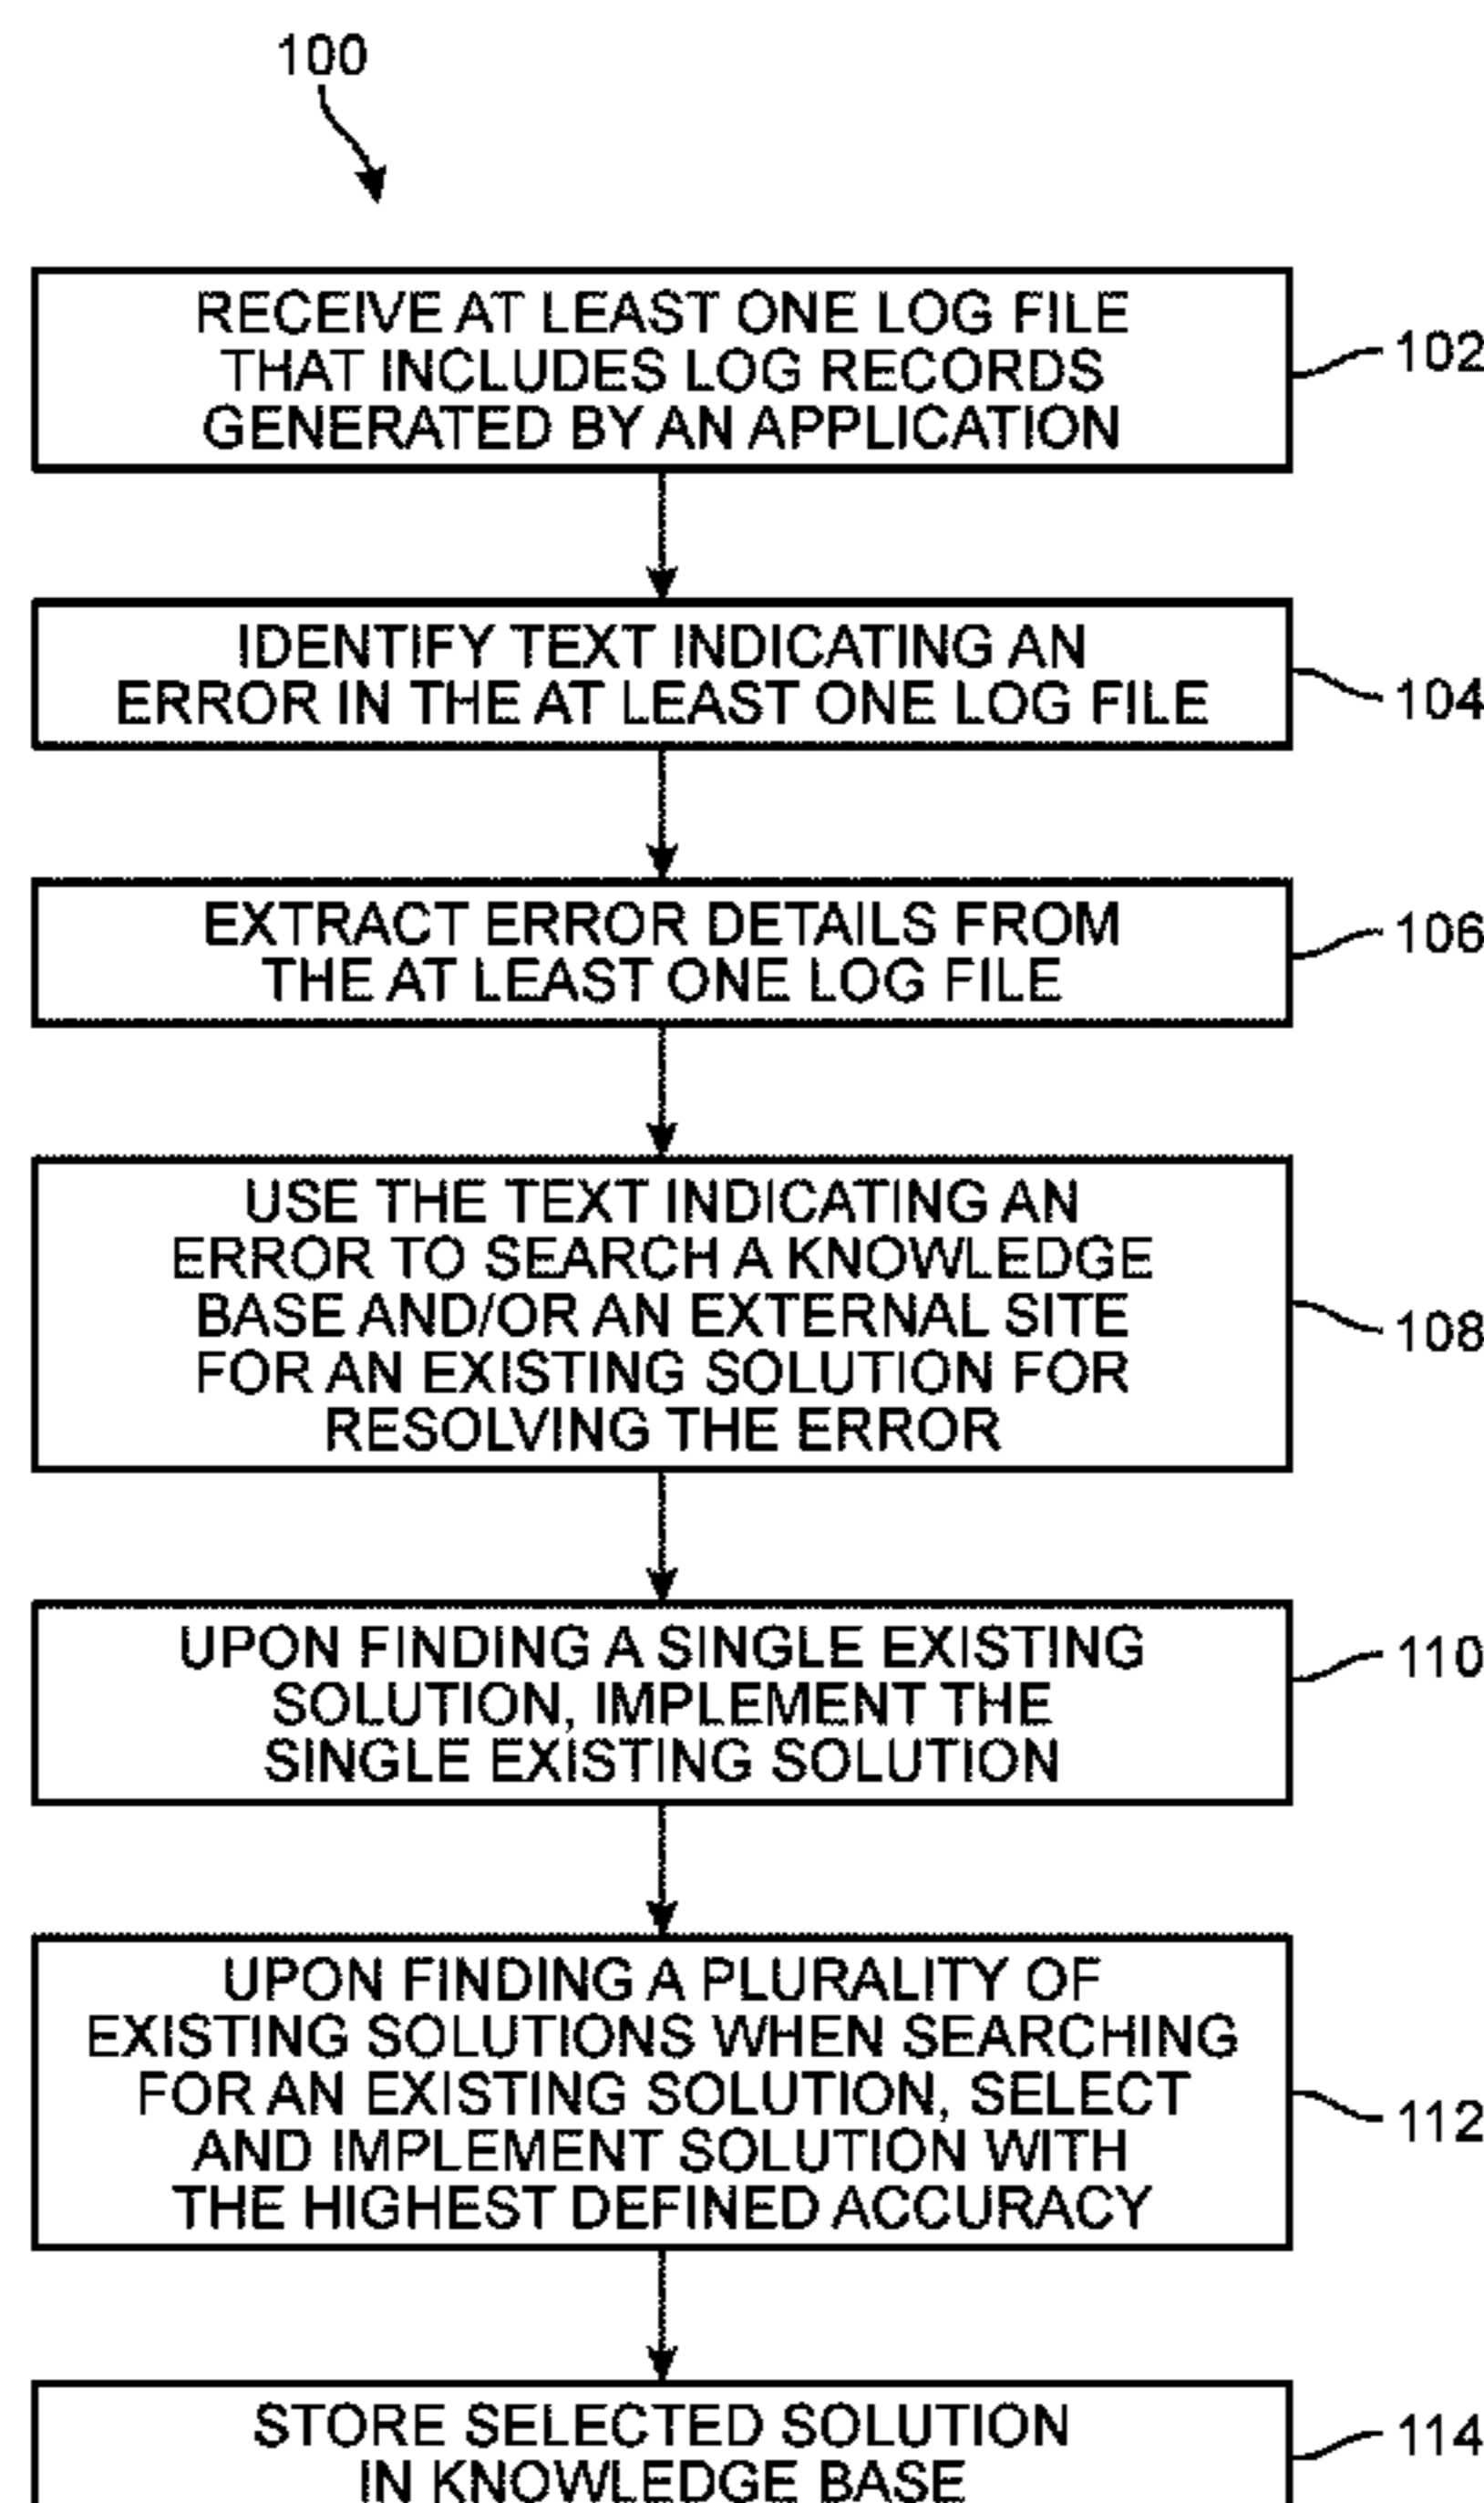 100
RECEIVE AT LEAST ONE LOG FILE
THAT INCLUDES LOG RECORDS
GENERATED BY AN APPLICATION
102
IDENTIFY TEXT INDICATING AN
ERROR IN THE AT LEAST ONE LOG FILE
104
EXTRACT ERROR DETAILS FROM
THE AT LEAST ONE LOG FILE
106
USE THE TEXT INDICATING AN
ERROR TO SEARCH A KNOWLEDGE
BASE AND/OR AN EXTERNAL SITE
FOR AN EXISTING SOLUTION FOR
RESOLVING THE ERROR
108
UPON FINDING A SINGLE EXISTING
SOLUTION, IMPLEMENT THE
SINGLE EXISTING SOLUTION
110
UPON FINDING A PLURALITY OF
EXISTING SOLUTIONS WHEN SEARCHING
FOR AN EXISTING SOLUTION, SELECT
AND IMPLEMENT SOLUTION WITH
THE HIGHEST DEFINED ACCURACY
112
STORE SELECTED SOLUTION
IN KNOWLEDGE BASE
114